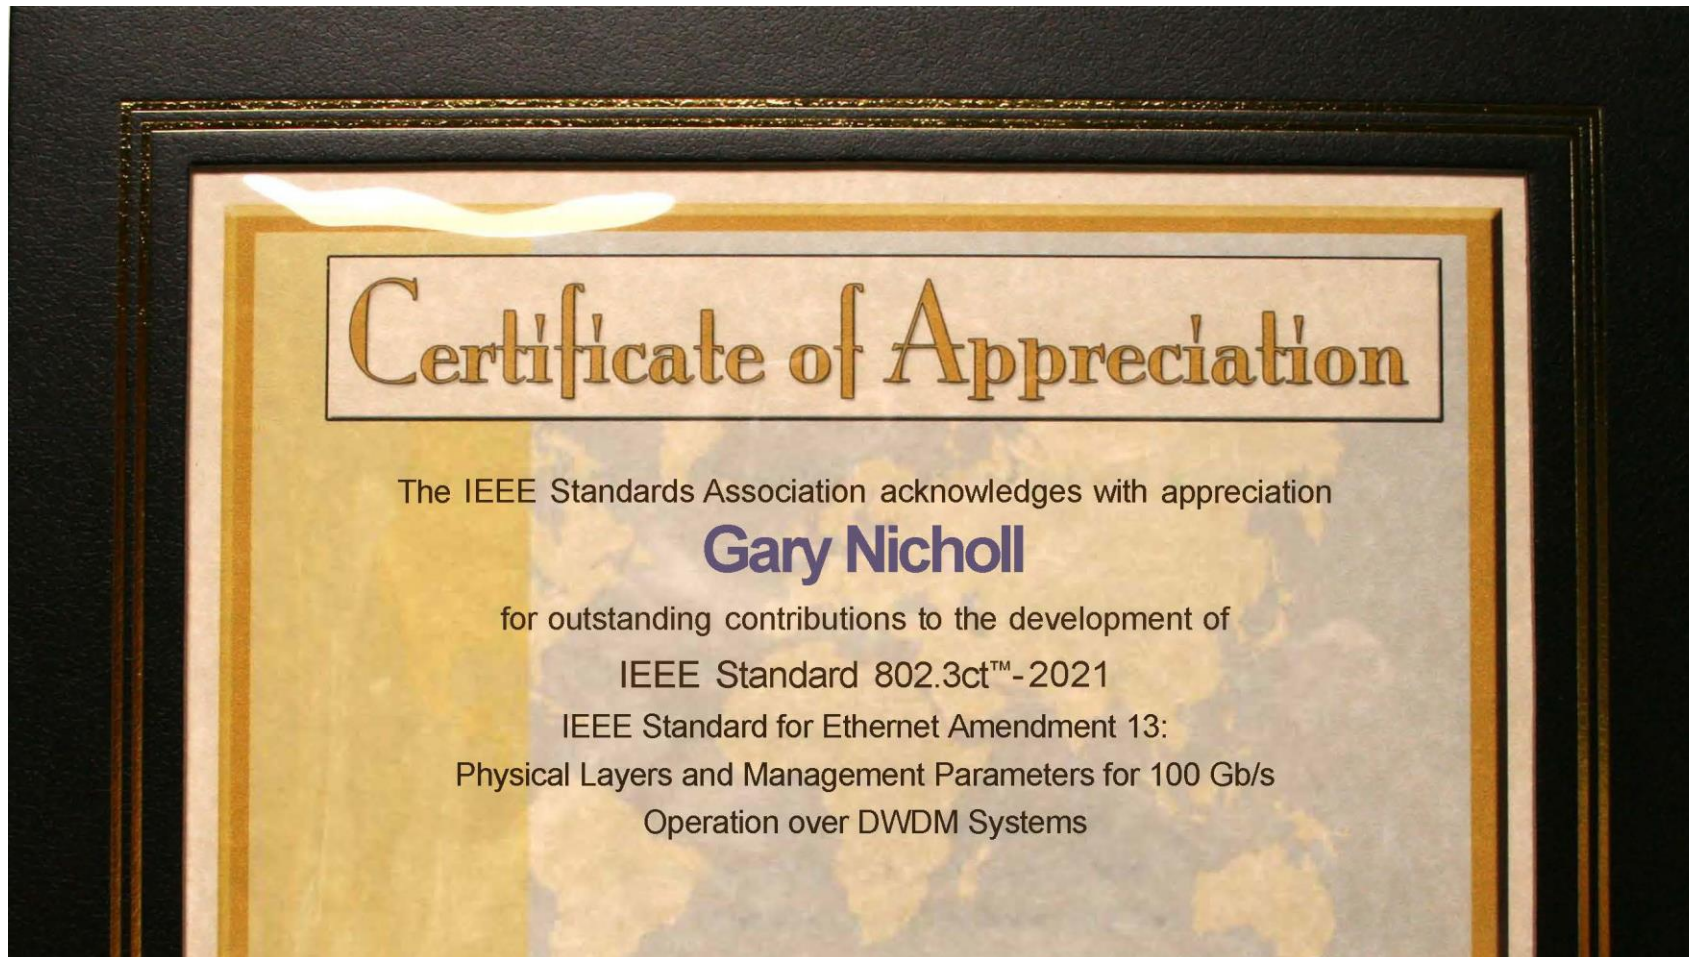 Certificate of Appreciation
The IEEE Standards Association acknowledges with appreciation
Gary Nicholl
for outstanding contributions to the development of
IEEE Standard 802.3ct™-2021
IEEE Standard for Ethernet Amendment 13:
Physical Layers and Management Parameters for 100 Gb/s
Operation over DWDM Systems